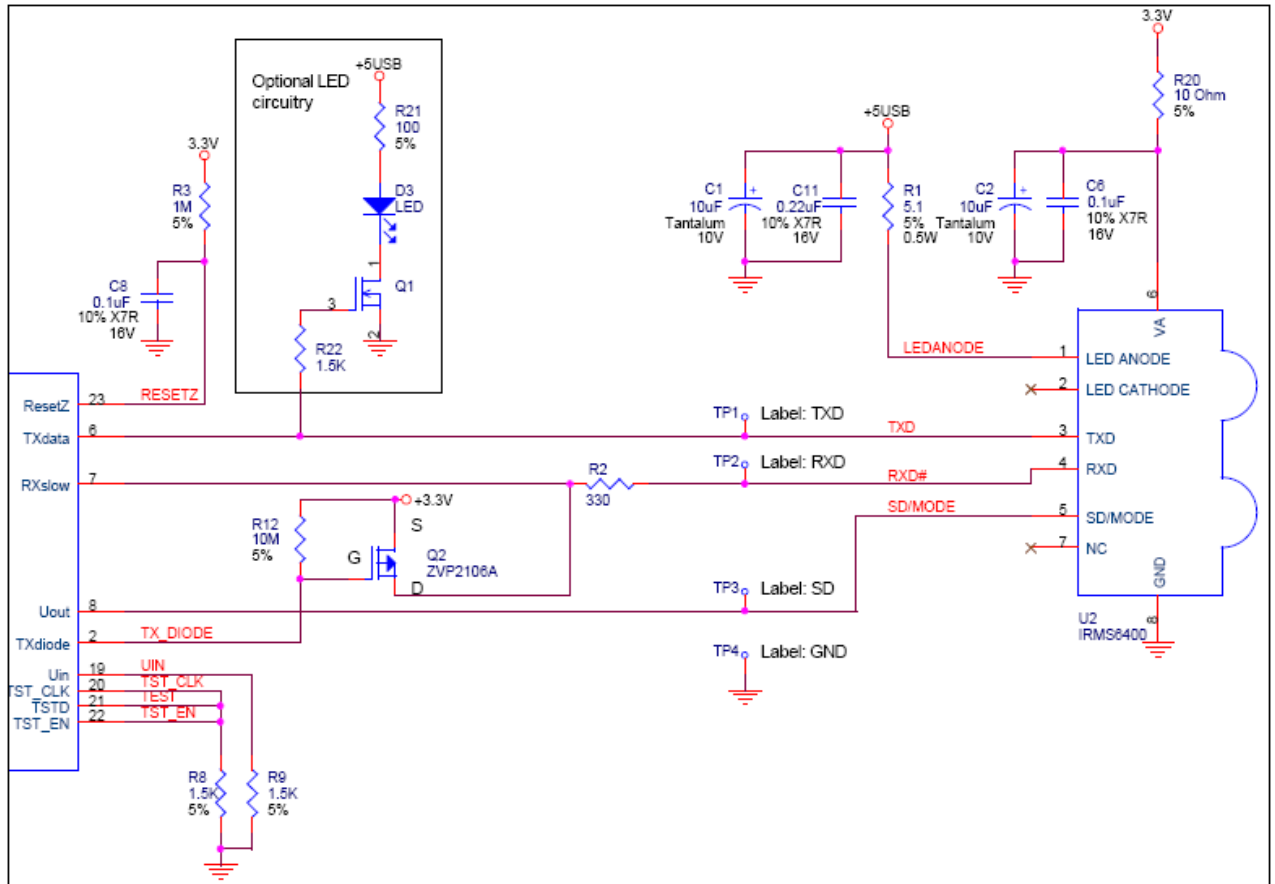 Optional LED
circuitry
+5USB
R21
100
5%
D3
LED
1
Q1
3
2
R22
1.5K
3.3V
R3
1M
5%
C8
0.1uF
10% X7R
16V
RESETZ
ResetZ
23
TXdata
6
RXslow
7
Uout
8
TXdiode
2
TX_DIODE
Uin
19
UIN
TST_CLK
20
TST_CLK
TSTD
21
TEST
TST_EN
22
TST_EN
R12
10M
5%
+3.3V
S
G
D
Q2
ZVP2106A
R8
1.5K
5%
R9
1.5K
5%
R2
330
TP1
Label: TXD
TP2
Label: RXD
TP3
Label: SD
TP4
Label: GND
+5USB
C1
10uF
Tantalum
10V
C11
0.22uF
10% X7R
16V
R1
5.1
5%
0.5W
3.3V
R20
10 Ohm
5%
C2
10uF
Tantalum
10V
C6
0.1uF
10% X7R
16V
LEDANODE
TXD
RXD#
SD/MODE
6
VA
1
LED ANODE
2
LED CATHODE
3
TXD
4
RXD
5
SD/MODE
7
NC
GND
8
U2
IRMS6400